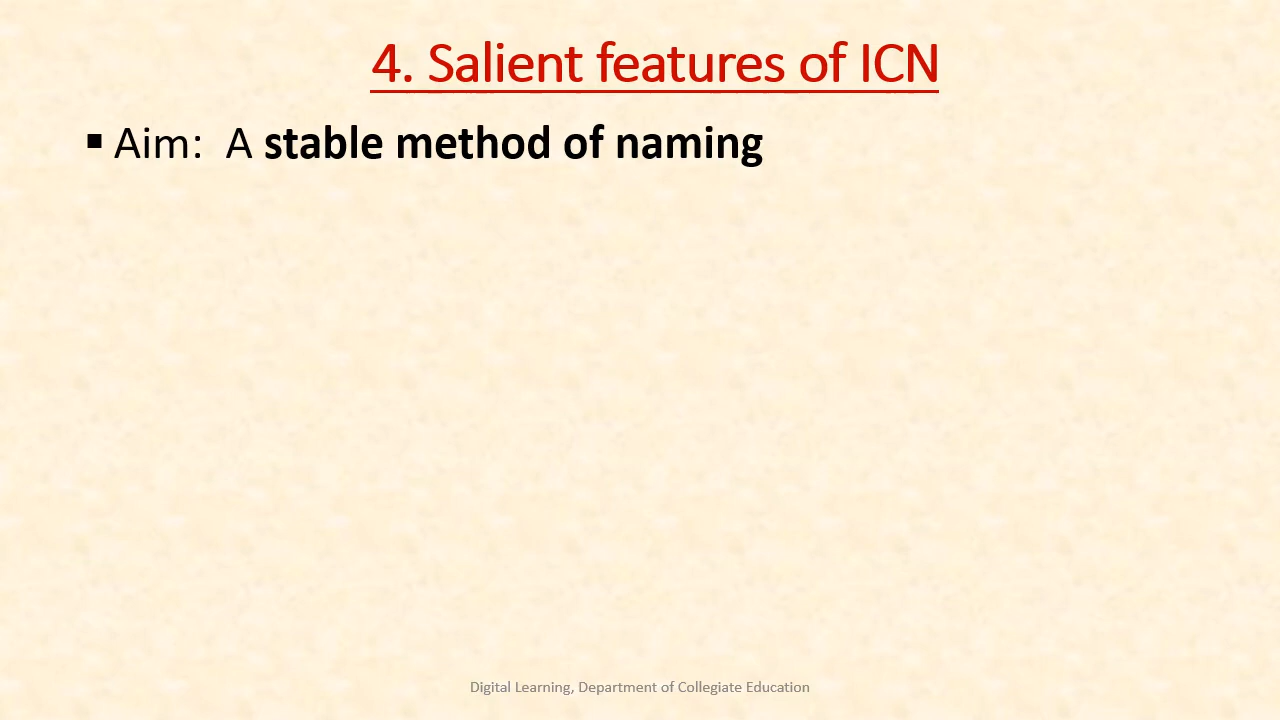 4. Salient features of ICN
▪ Aim: A stable method of naming
Digital Learning, Department of Collegiate Education